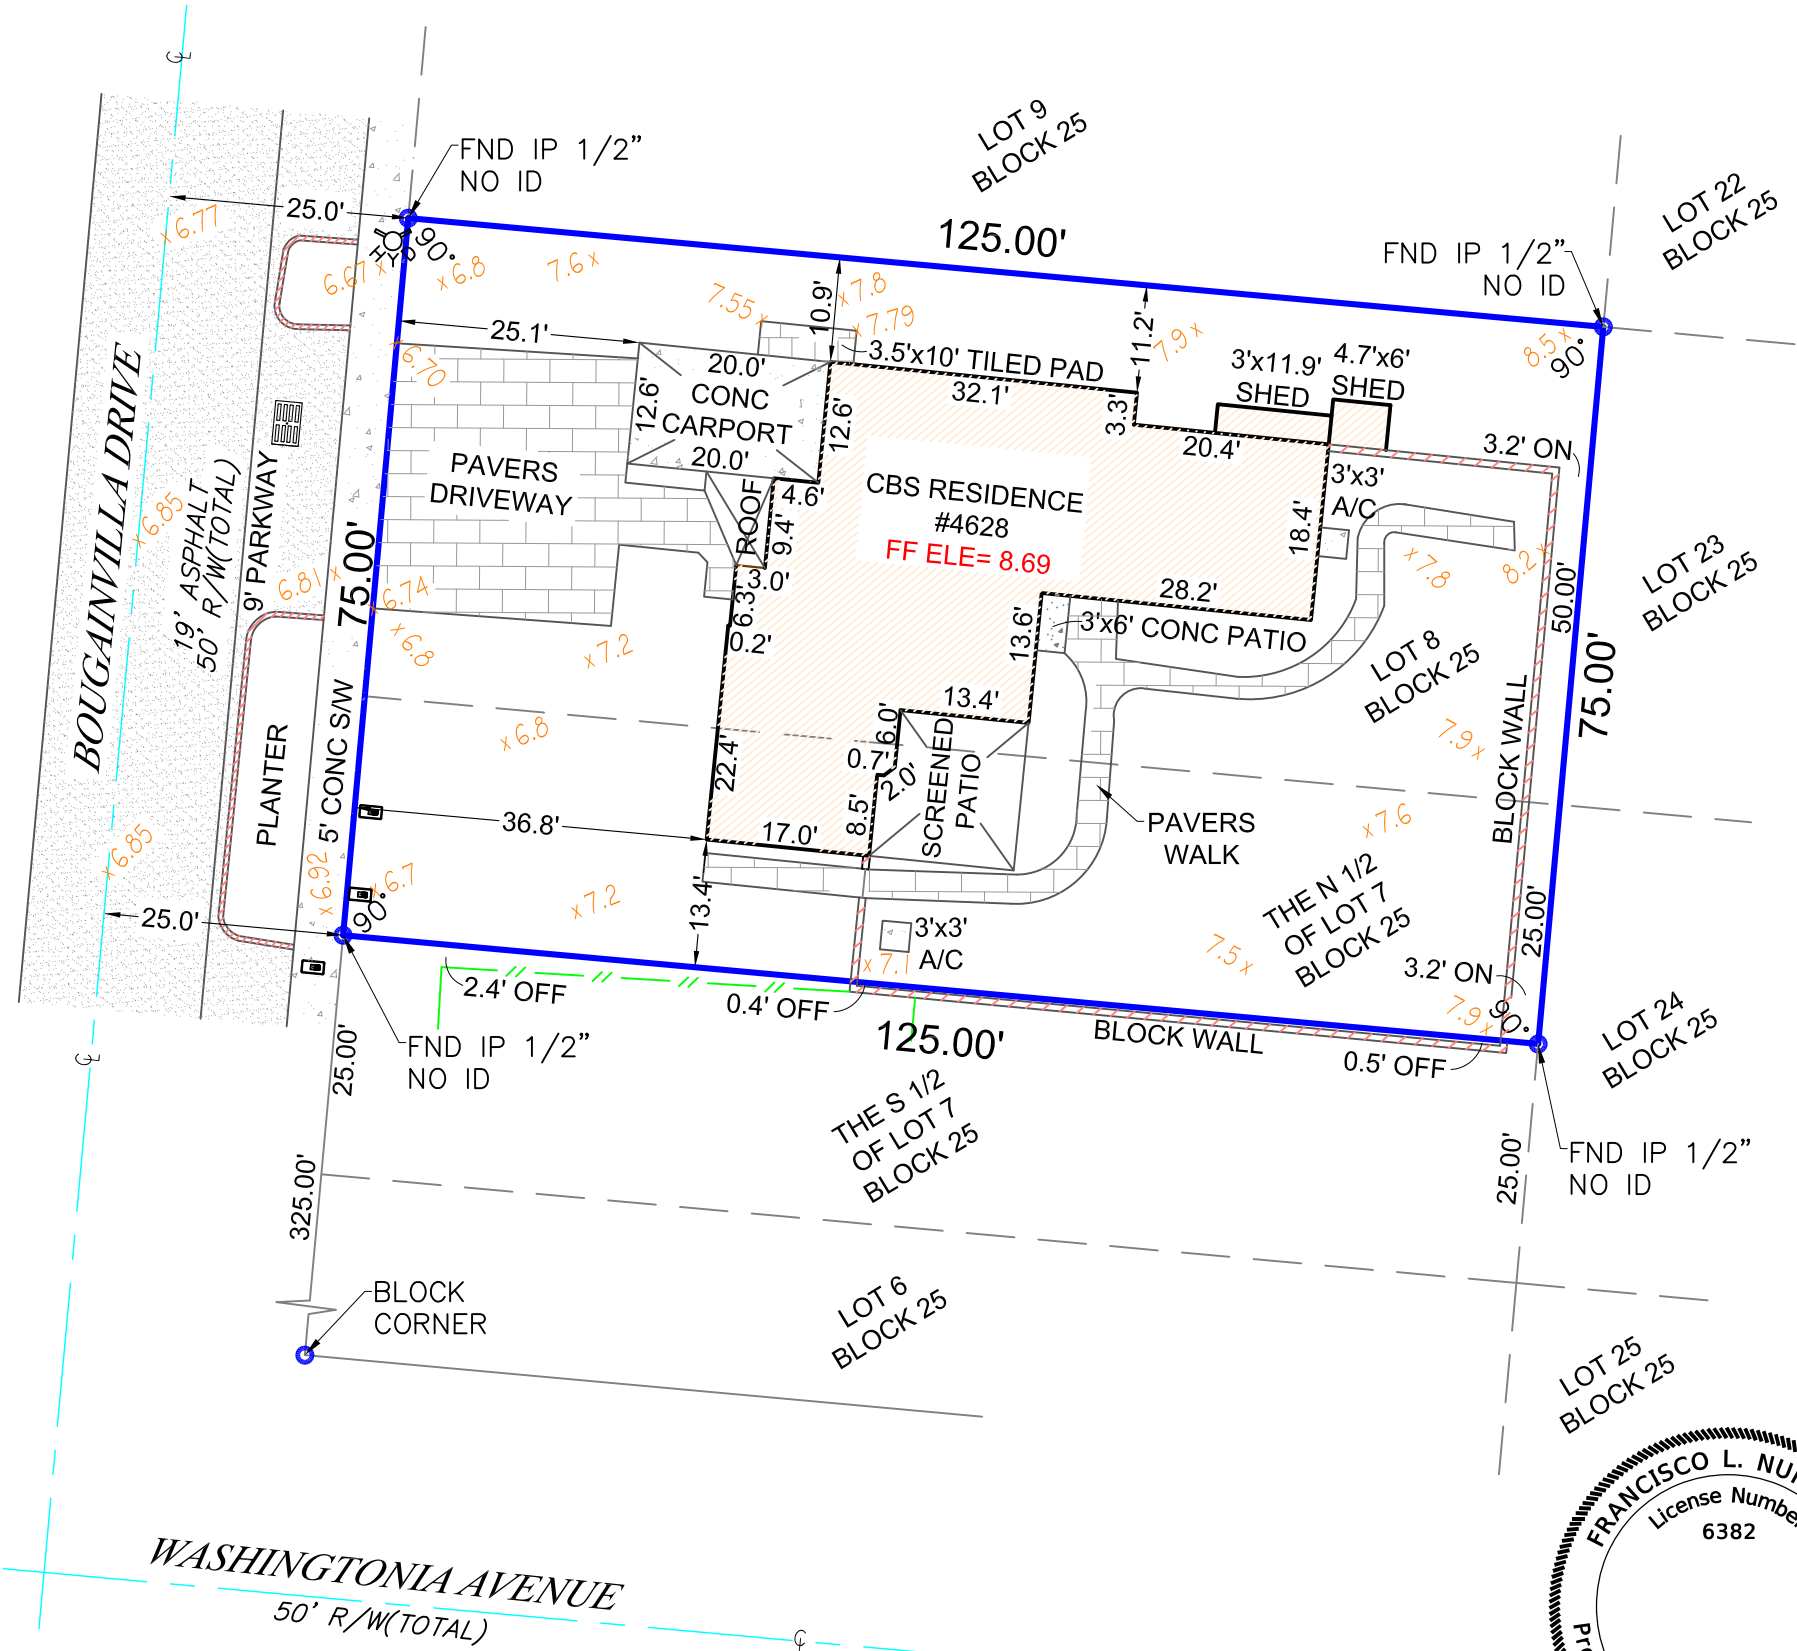 LOT 9
BLOCK 25
FND IP 1/2”
NO ID
25.0'
6.77
HYD
90°
6.67
6.8
7.6
7.55
7.8
7.79
10.9'
125.00'
11.2'
7.9
FND IP 1/2”
NO ID
LOT 22
BLOCK 25
8.5
90°
25.1'
6.70
20.0'
CONC
CARPORT
20.0'
12.6'
12.6'
3.5'x10' TILED PAD
32.1'
3.3'
3'x11.9'
SHED
4.7'x6'
SHED
20.4'
3.2' ON
3'x3'
A/C
PAVERS
DRIVEWAY
ROOF
4.6'
9.4'
3.0'
6.3'
0.2'
CBS RESIDENCE
#4628
FF ELE= 8.69
18.4'
28.2'
13.6'
3'x6' CONC PATIO
7.8
8.2
50.00'
LOT 23
BLOCK 25
LOT 8
BLOCK 25
75.00'
BLOCK WALL
BOUGAINVILLA DRIVE
6.85
19' ASPHALT
50' R/W(TOTAL)
9' PARKWAY
6.81
75.00'
6.74
6.8
7.2
6.8
5' CONC S/W
PLANTER
22.4'
13.4'
6.0'
0.7'
2.0'
8.5'
SCREENED
PATIO
17.0'
36.8'
7.9
7.6
PAVERS
WALK
THE N 1/2
OF LOT 7
BLOCK 25
25.00'
6.85
6.92
6.7
90°
25.0'
7.2
13.4'
3'x3'
A/C
7.1
7.5
3.2' ON
7.9
90°
2.4' OFF
0.4' OFF
125.00'
BLOCK WALL
0.5' OFF
LOT 24
BLOCK 25
FND IP 1/2”
NO ID
25.00'
THE S 1/2
OF LOT 7
BLOCK 25
FND IP 1/2”
NO ID
25.00'
325.00'
BLOCK
CORNER
LOT 6
BLOCK 25
LOT 25
BLOCK 25
WASHINGTONIA AVENUE
50' R/W(TOTAL)
FRANCISCO L.
License
6382